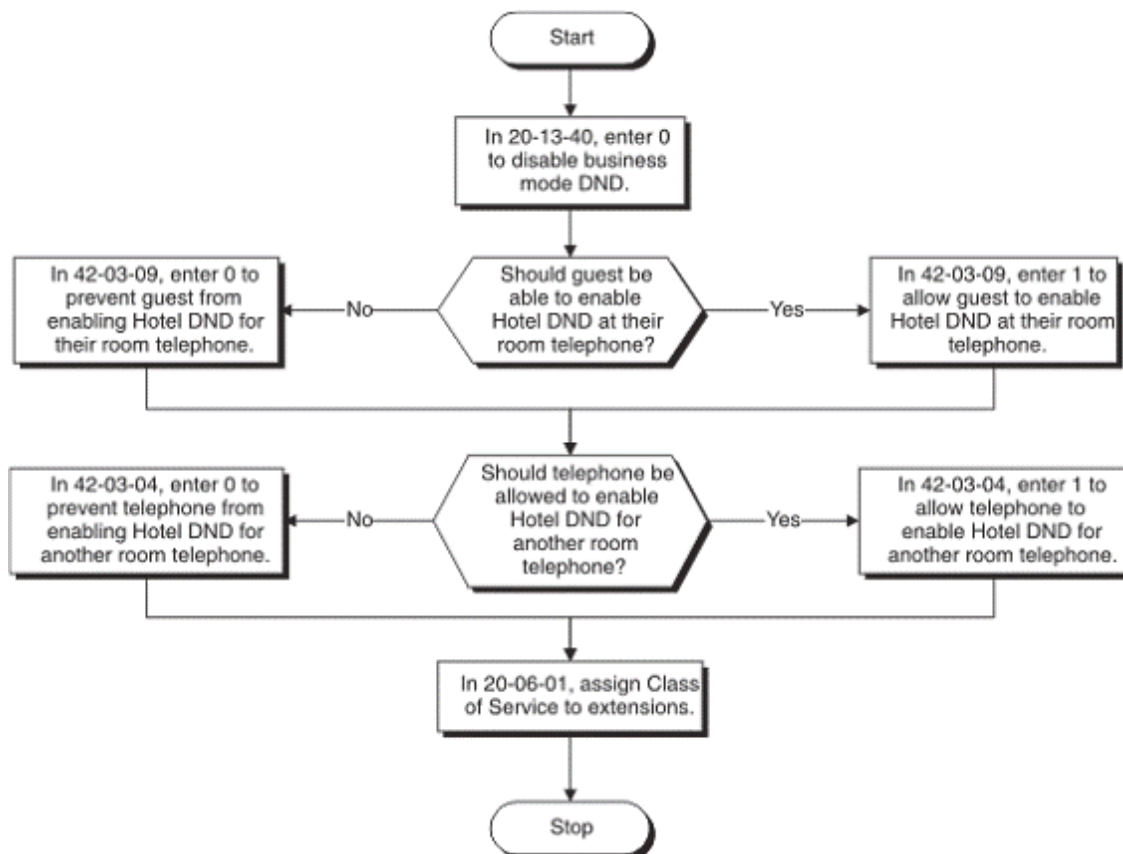 Start
In 20-13-40, enter 0
to disable business
mode DND.
In 42-03-09, enter 0 to
prevent guest from
enabling Hotel DND for
their room telephone.
No
Should guest be
able to enable
Hotel DND at their
room telephone?
Yes
In 42-03-09, enter 1 to
allow guest to enable
Hotel DND at their room
telephone.
In 42-03-04, enter 0 to
prevent telephone from
enabling Hotel DND for
another room telephone.
No
Should telephone be
allowed to enable
Hotel DND for
another room
telephone?
Yes
In 42-03-04, enter 1 to
allow telephone to
enable Hotel DND for
another room telephone.
In 20-06-01, assign Class
of Service to extensions.
Stop